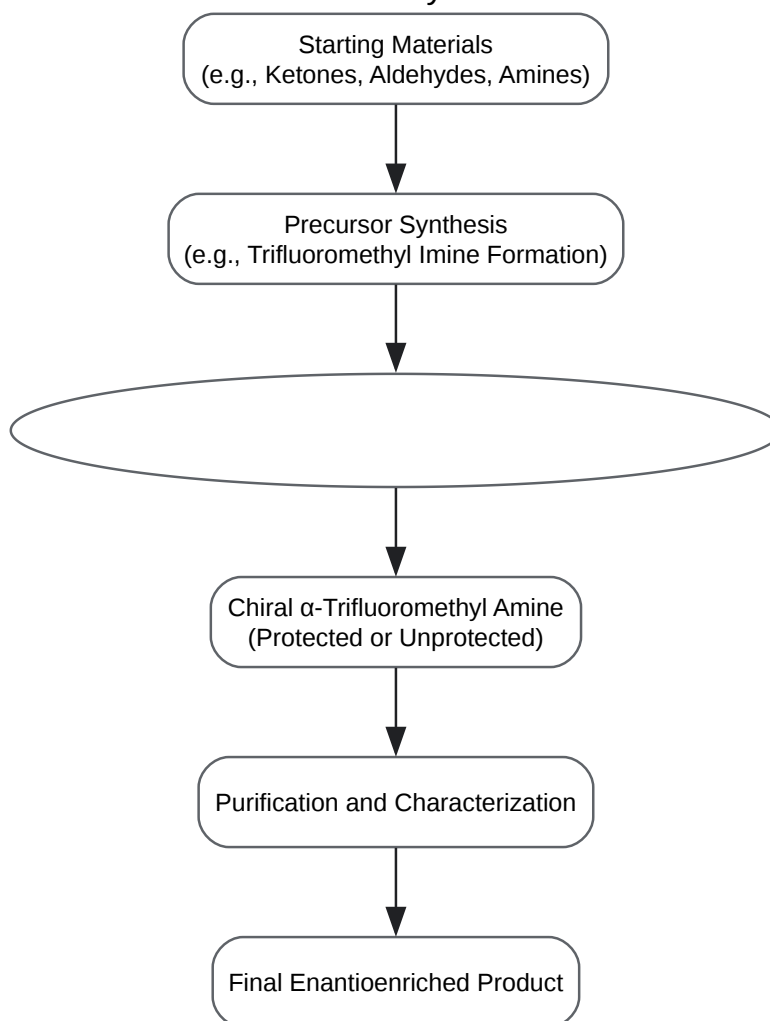 Starting Materials
(e.g., Ketones, Aldehydes, Amines)
Precursor Synthesis
(e.g., Trifluoromethyl Imine Formation)
Chiral α-Trifluoromethyl Amine
(Protected or Unprotected)
Purification and Characterization
Final Enantioenriched Product